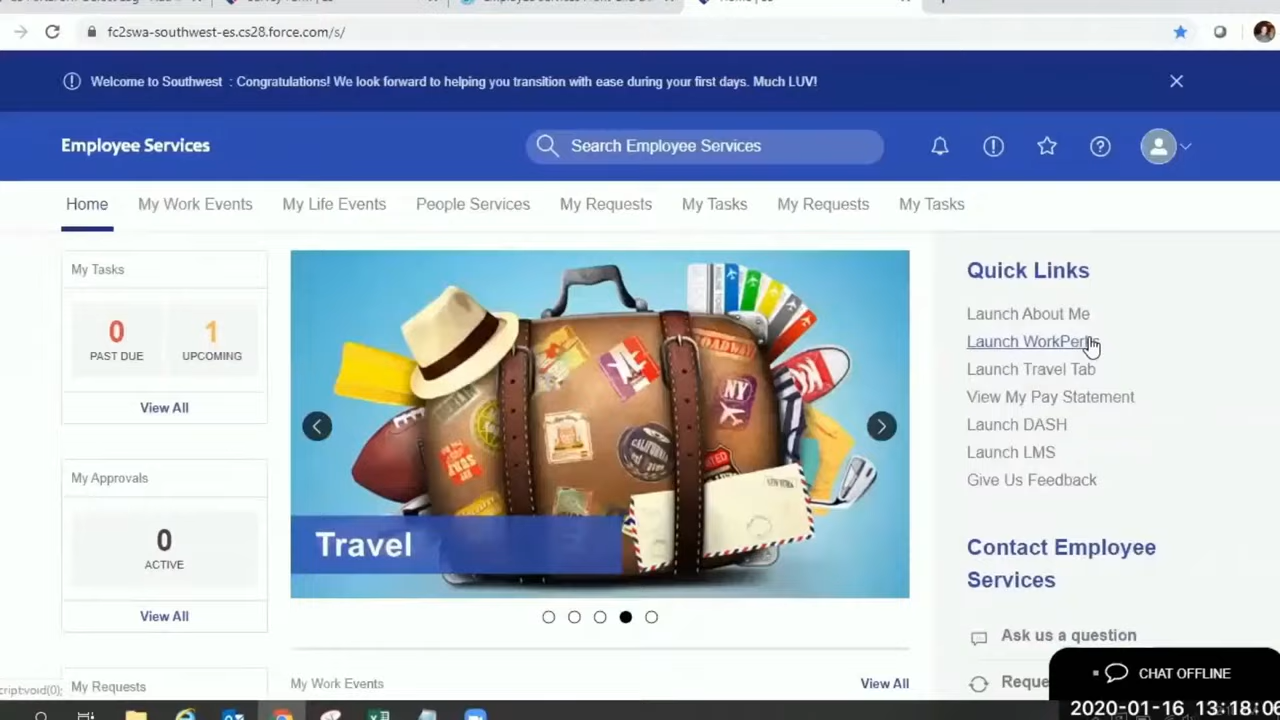 fc2swa-southwest-es.cs28.force.com/s/
Welcome to Southwest : Congratulations! We look forward to helping you transition with ease during your first days. Much LUV!
Employee Services
Search Employee Services
Home
My Work Events
My Life Events
People Services
My Requests
My Tasks
My Requests
My Tasks
My Tasks
0
PAST DUE
1
UPCOMING
View All
My Approvals
0
ACTIVE
View All
My Requests
NY
CALIFORNIA
Travel
My Work Events
View All
Quick Links
Launch About Me
Launch
Launch Travel Tab
View My Pay Statement
Launch DASH
Launch LMS
Give Us Feedback
Contact Employee
Services
Ask us a question
CHAT OFFLINE
2020-01-16 13:18:06